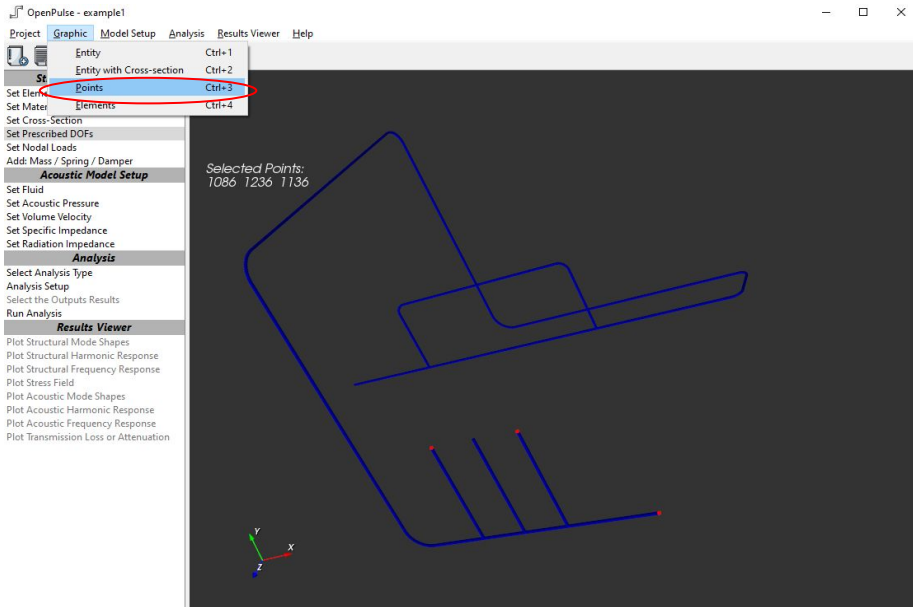 OpenPulse - example1
Project Graphic Model Setup Analysis Results Viewer Help
Entity Ctrl+1
Entity with Cross-section Ctrl+2
Points Ctrl+3
Elements Ctrl+4
Set Cross-Section
Set Prescribed DOFs
Set Nodal Loads
Add: Mass / Spring / Damper
Acoustic Model Setup
Set Fluid
Set Acoustic Pressure
Set Volume Velocity
Set Specific Impedance
Set Radiation Impedance
Analysis
Select Analysis Type
Analysis Setup
Select the Outputs Results
Run Analysis
Results Viewer
Plot Structural Mode Shapes
Plot Structural Harmonic Response
Plot Structural Frequency Response
Plot Stress Field
Plot Acoustic Mode Shapes
Plot Acoustic Harmonic Response
Plot Acoustic Frequency Response
Plot Transmission Loss or Attenuation
Selected Points:
1086 1236 1136
Y
X
Z